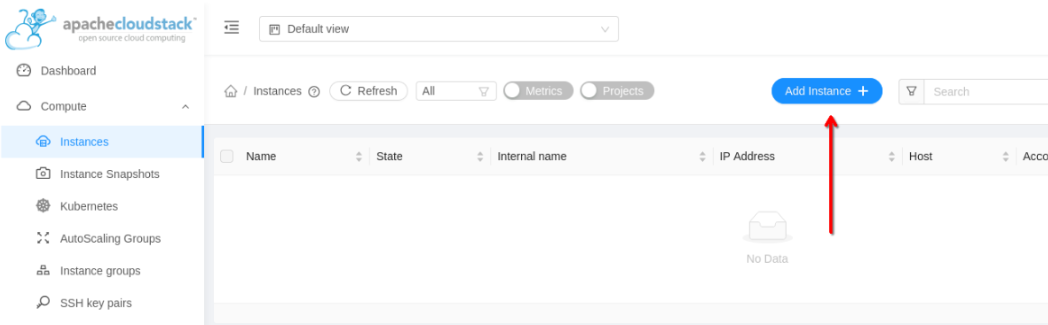 apachecloudstack
open source cloud computing
Default view
Dashboard
/ Instances Refresh All Metrics Projects Add Instance + Search
Compute
Instances
Name State Internal name IP Address Host Acco
Instance Snapshots
Kubernetes
AutoScaling Groups
No Data
Instance groups
SSH key pairs